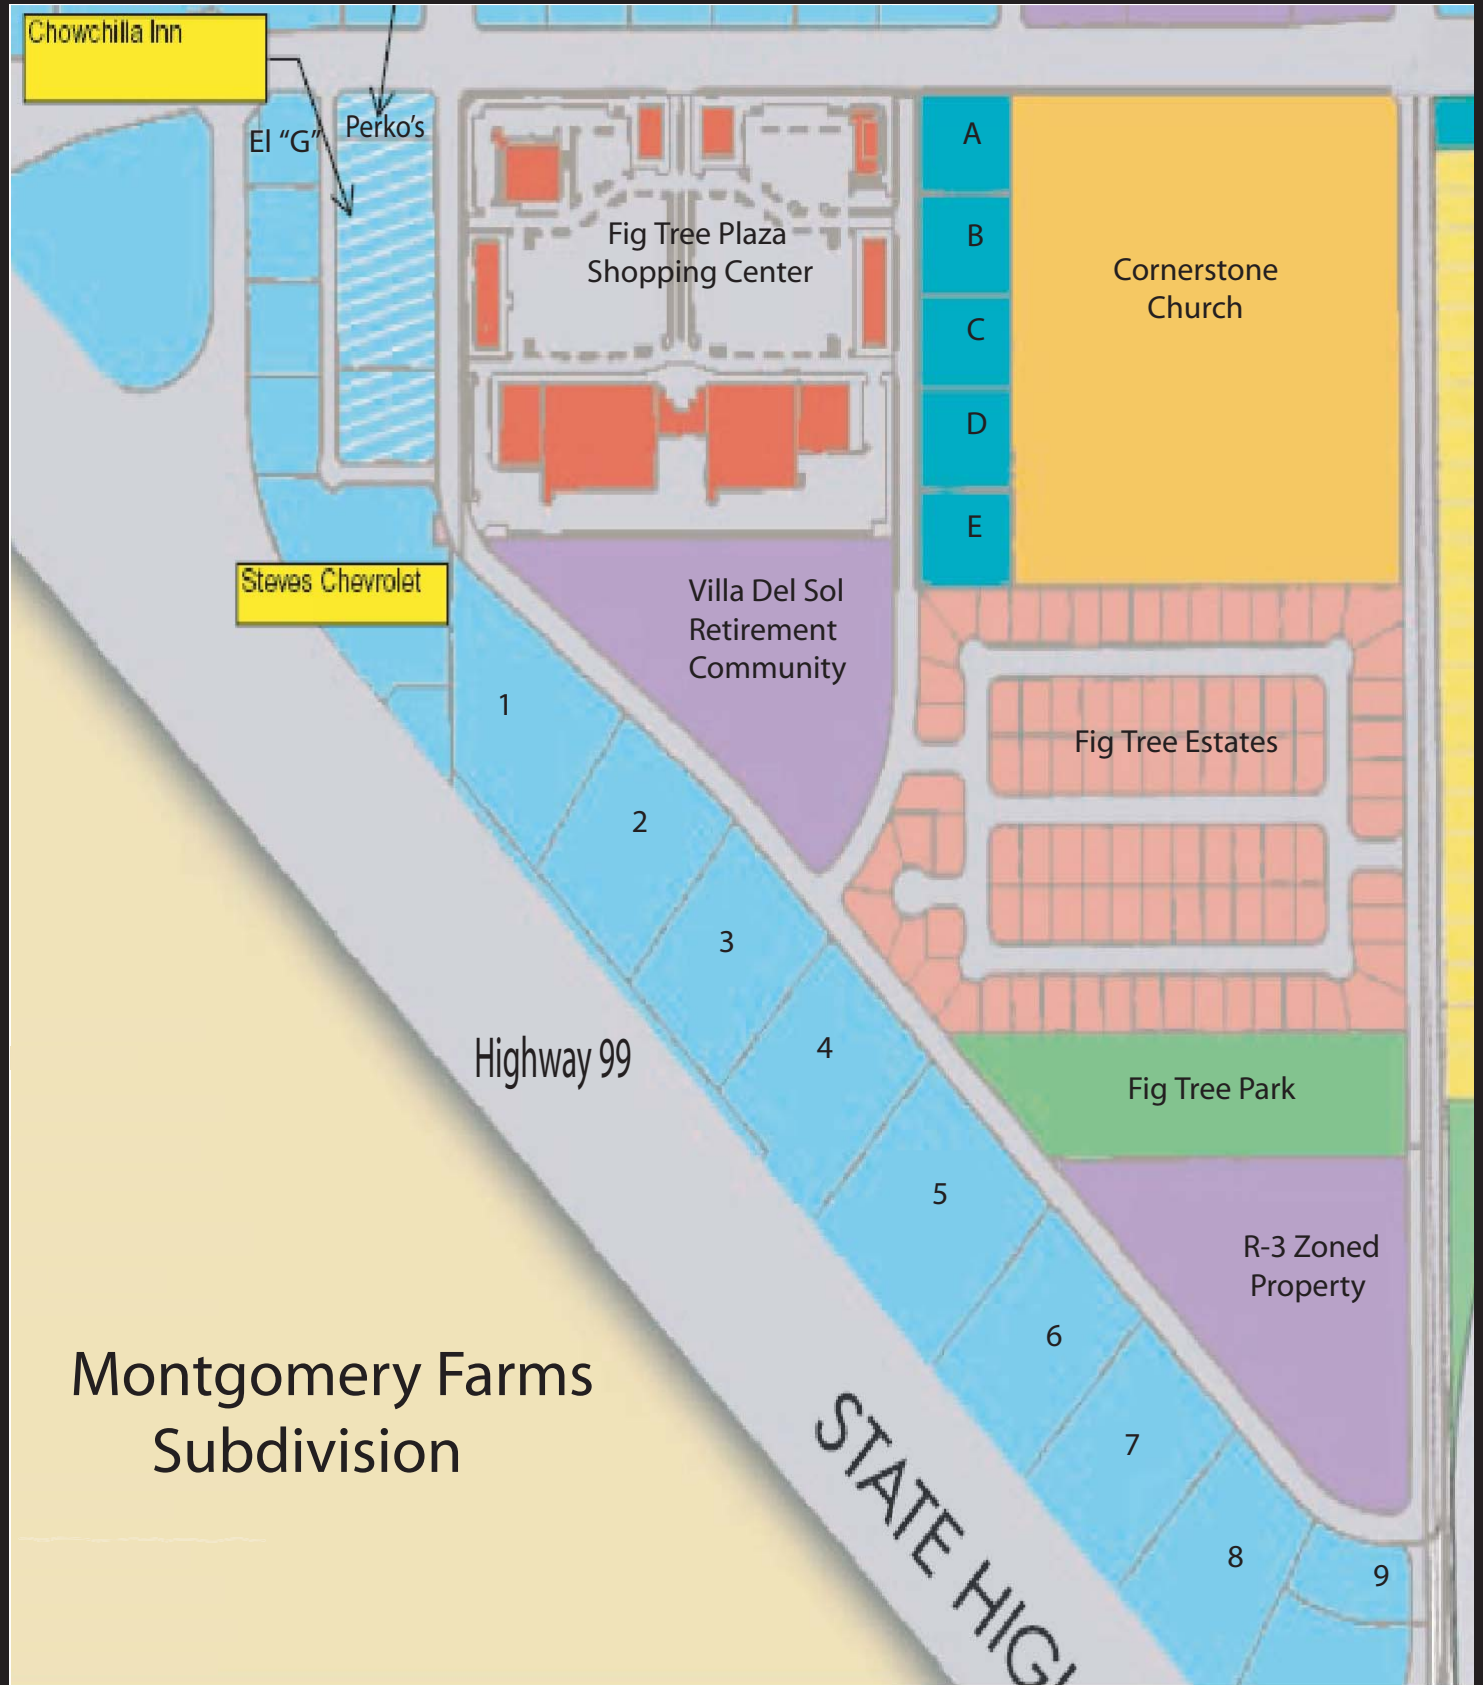 Chowchilla Inn
El "G"
Perko's
Fig Tree Plaza
Shopping Center
A
B
C
D
E
Cornerstone
Church
Steves Chevrolet
Villa Del Sol
Retirement
Community
Fig Tree Estates
1
2
3
4
5
6
7
8
9
Highway 99
Fig Tree Park
R-3 Zoned
Property
Montgomery Farms
Subdivision
STATE HIGH